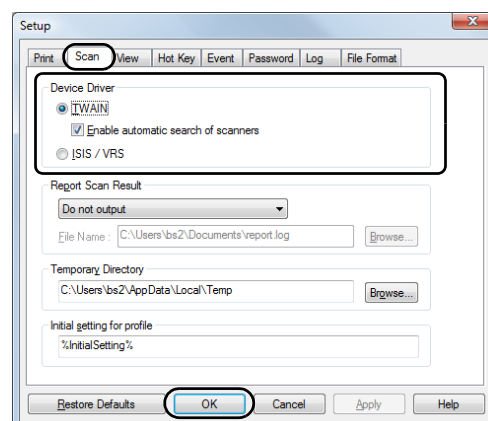 Setup
Print Scan View Hot Key Event Password Log File Format
Device Driver
TWAIN
Enable automatic search of scanners
ISIS / VRS
Report Scan Result
Do not output
File Name : C:\Users\bs2\Documents\report.log Browse...
Temporary Directory
C:\Users\bs2\AppData\Local\Temp Browse...
Initial setting for profile
%InitialSetting%
Restore Defaults OK Cancel Apply Help